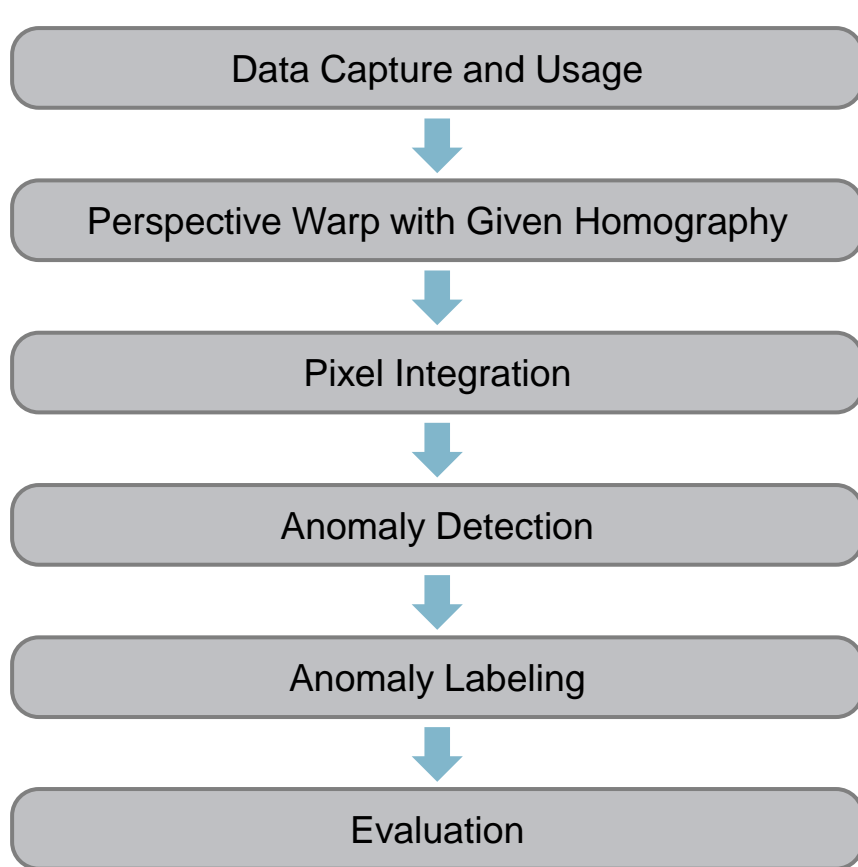 Data Capture and Usage
Perspective Warp with Given Homography
Pixel Integration
Anomaly Detection
Anomaly Labeling
Evaluation